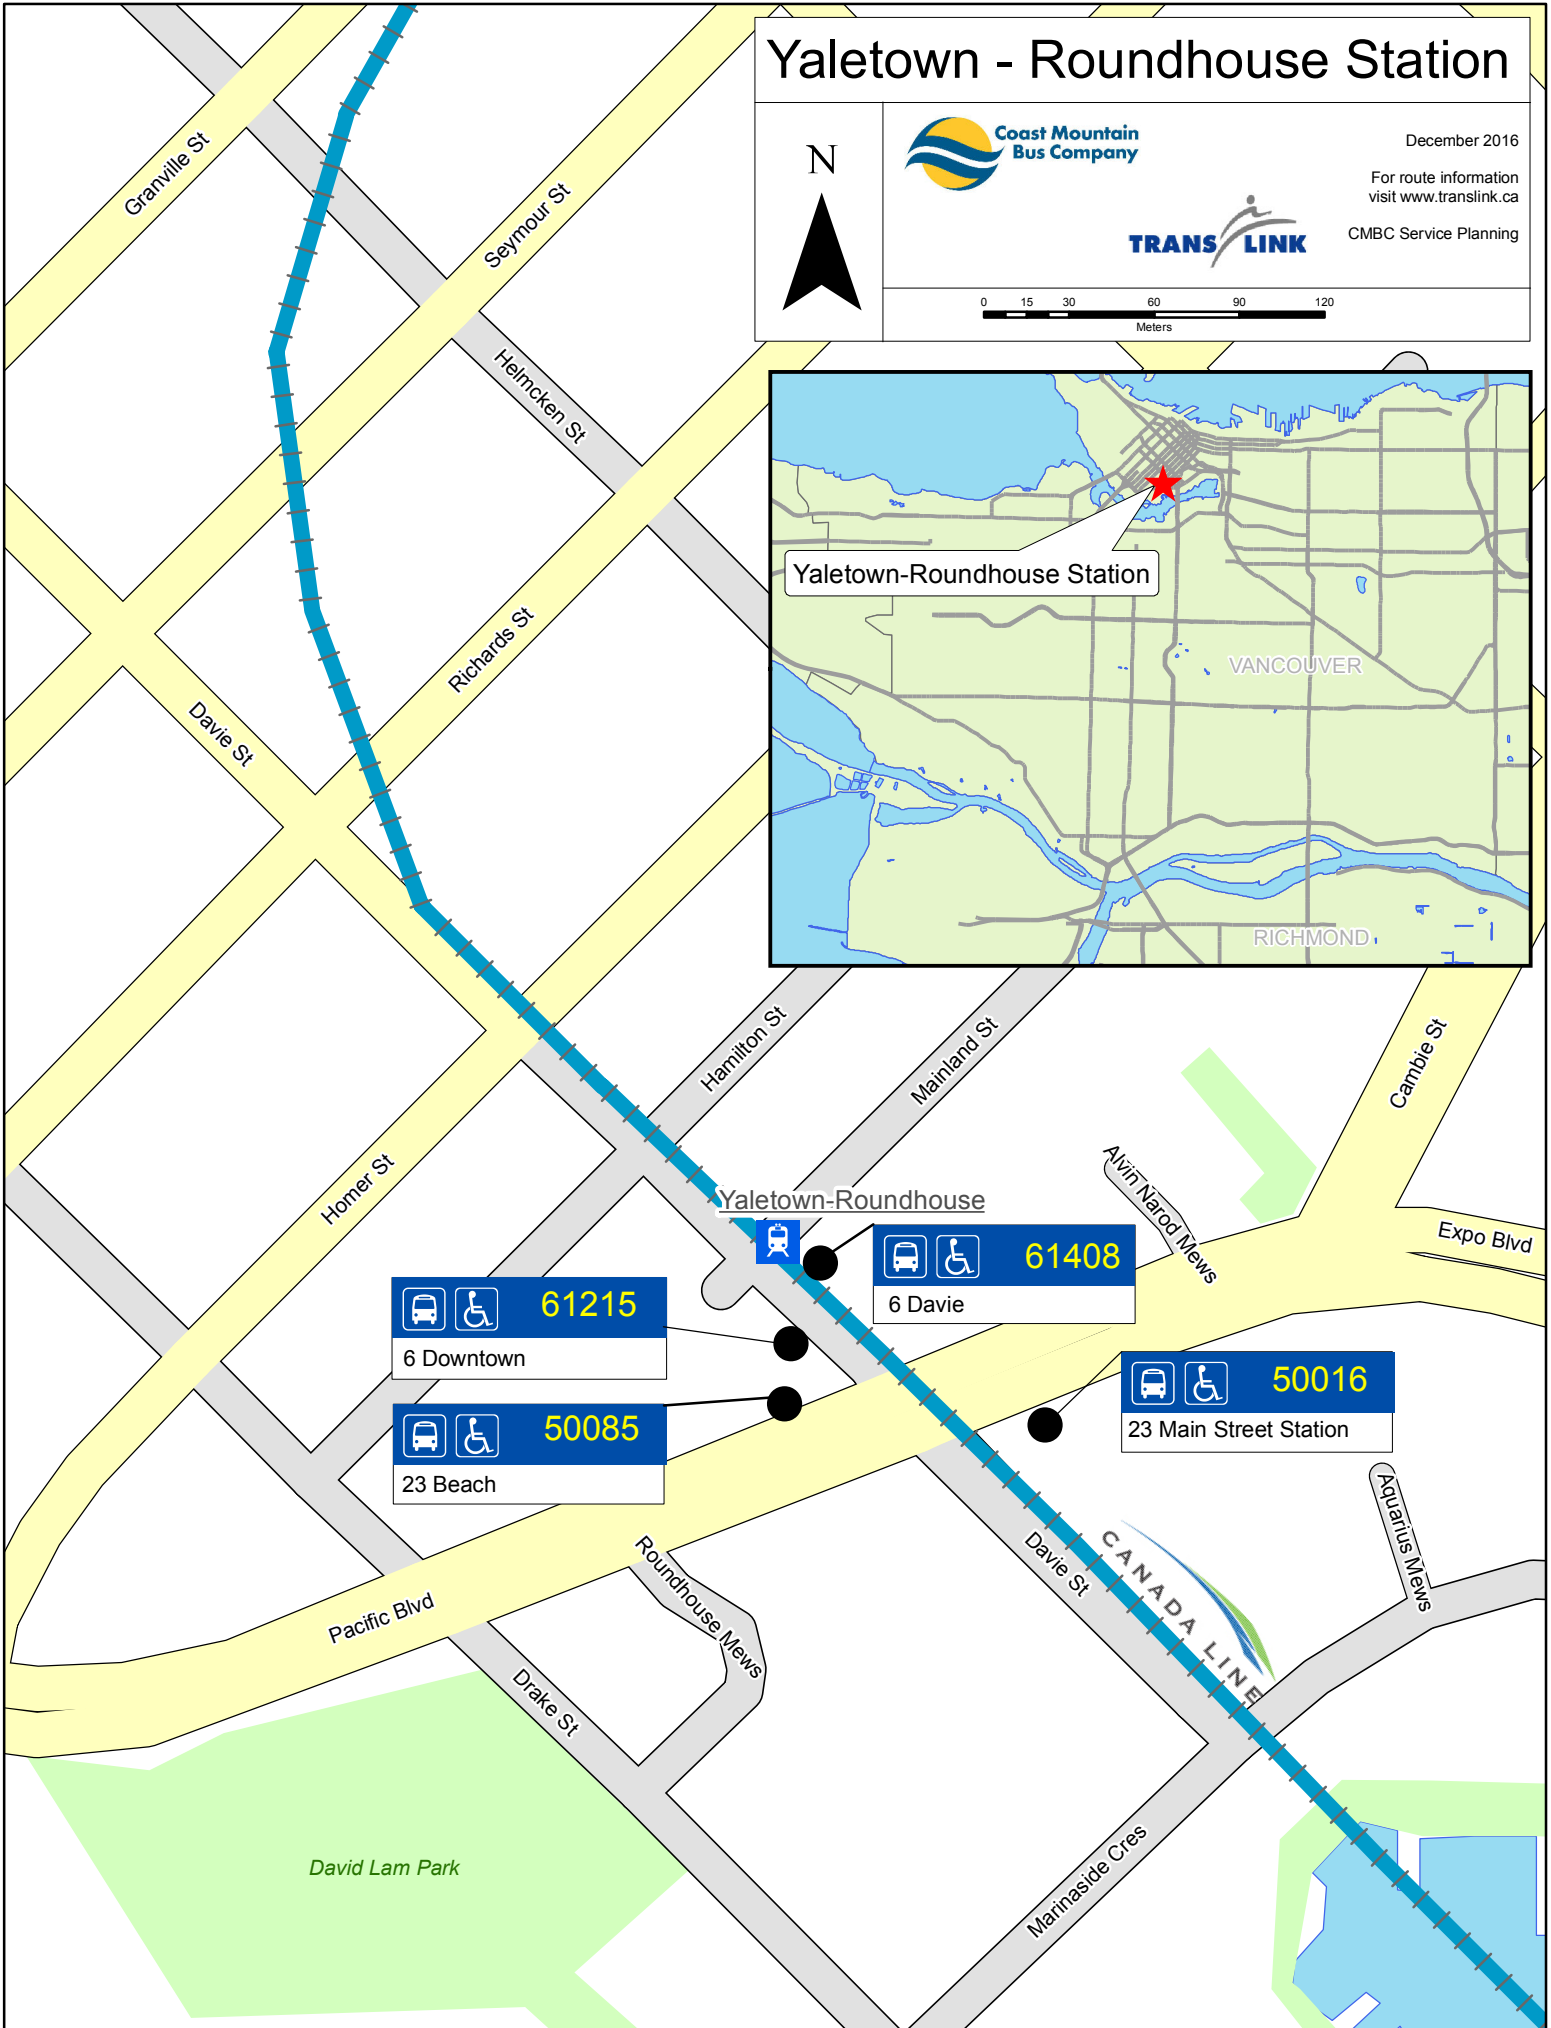 Yaletown - Roundhouse Station
N
Coast Mountain
Bus Company
TRANS LINK
December 2016
For route information
visit www.translink.ca
CMBC Service Planning
0 15 30 60 90 120
Meters
Granville St
Seymour St
Helmcken St
Yaletown-Roundhouse Station
VANCOUVER
RICHMOND
Richards St
Davie St
Hamilton St
Mainland St
Cambie St
Homer St
Alvin Narod Mews
Expo Blvd
Yaletown-Roundhouse
61408
6 Davie
61215
6 Downtown
50085
23 Beach
50016
23 Main Street Station
Aquarius Mews
CANADA LINE
Davie St
Roundhouse Mews
Pacific Blvd
Drake St
David Lam Park
Marinaside Cres